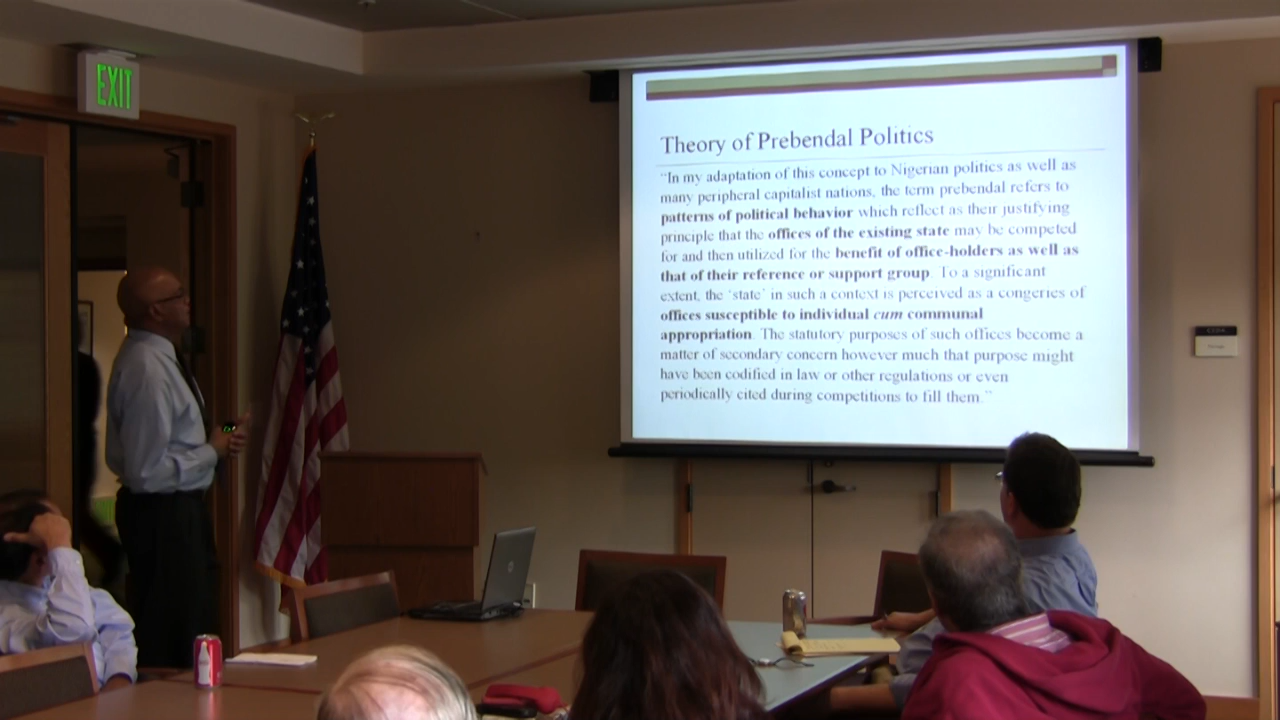 EXIT
Theory of Prebendal Politics
“In my adaptation of this concept to Nigerian politics as well as
many peripheral capitalist nations, the term prebendal refers to
patterns of political behavior which reflect as their justifying
principle that the offices of the existing state may be competed
for and then utilized for the benefit of office-holders as well as
that of their reference or support group. To a significant
extent, the ‘state’ in such a context is perceived as a congeries of
offices susceptible to individual cum communal
appropriation. The statutory purposes of such offices become a
matter of secondary concern however much that purpose might
have been codified in law or other regulations or even
periodically cited during competitions to fill them.”